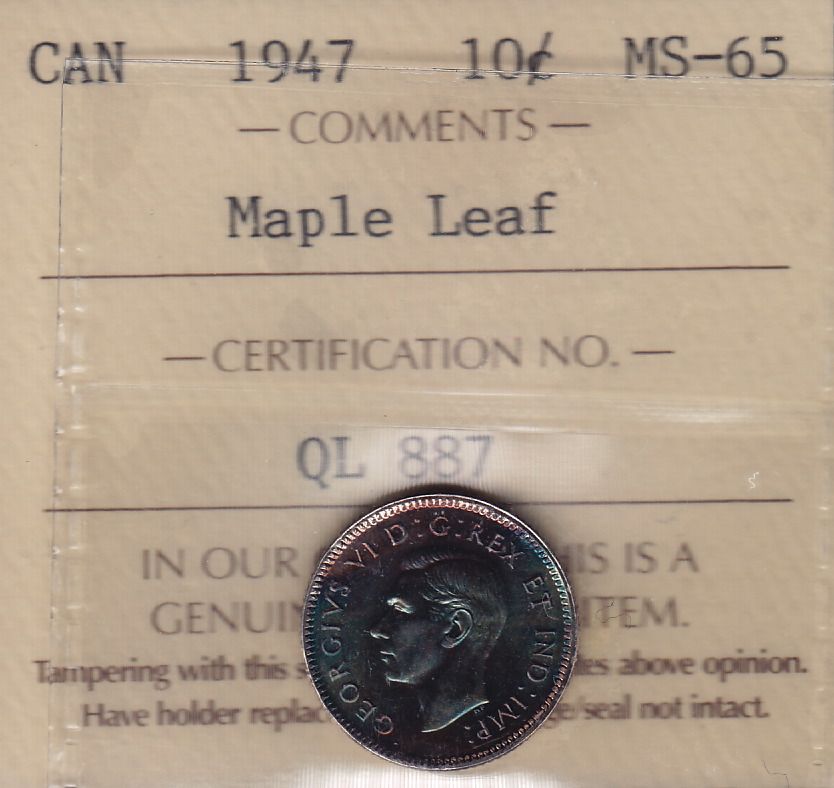 CAN 1947 10¢ MS-65
— COMMENTS —
Maple Leaf
— CERTIFICATION NO. —
QL 887
IN OUR HIS IS A
GENUIN ITEM.
Tampering with this s es above opinion.
Have holder replac ge/seal not intact.
GEORGIVS VI D:G:REX ET IND:IMP: